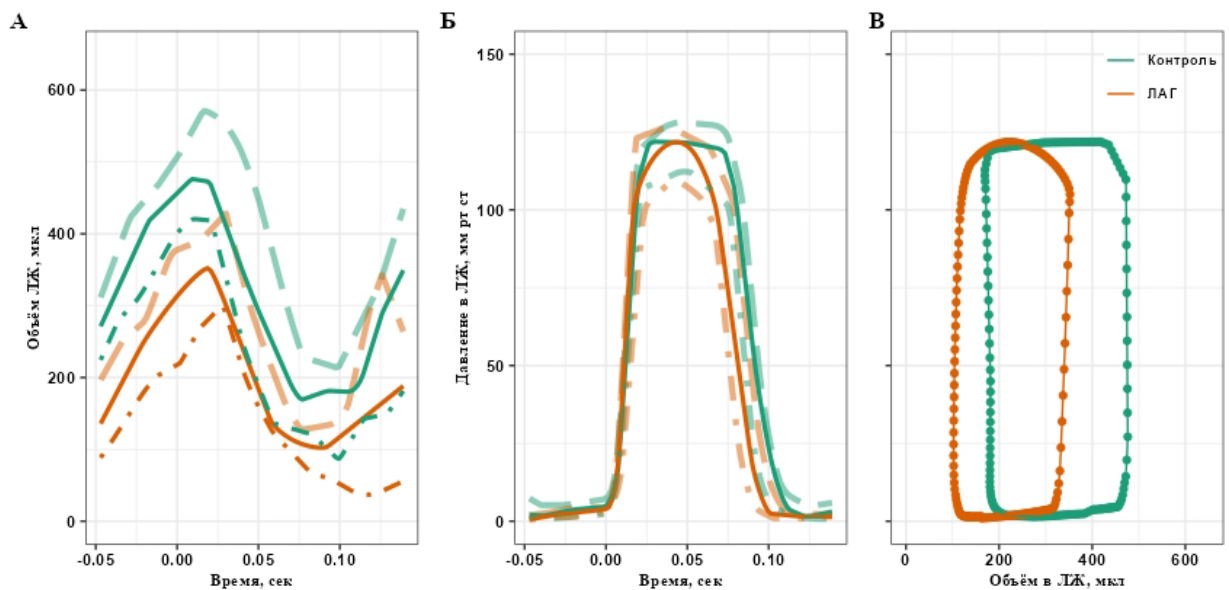 А
Объём ЛЖ, мкл
600
400
200
0
-0.05
0.00
0.05
0.10
Время, сек
Б
Давление в ЛЖ, мм рт ст
150
100
50
0
-0.05
0.00
0.05
0.10
Время, сек
В
Контроль
ЛАГ
0
200
400
600
Объём в ЛЖ, мкл